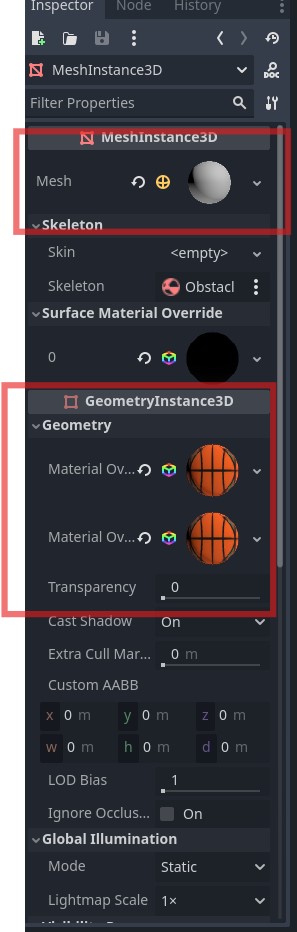 Inspector Node History
MeshInstance3D
DOC
Filter Properties
MeshInstance3D
Mesh
Skeleton
Skin <empty>
Skeleton Obstacl
Surface Material Override
0
GeometryInstance3D
Geometry
Material Ov...
Material Ov...
Transparency 0
Cast Shadow On
Extra Cull Mar... 0 m
Custom AABB
x 0 m y 0 m z 0 m
w 0 m h 0 m d 0 m
LOD Bias 1
Ignore Occlus... On
Global Illumination
Mode Static
Lightmap Scale 1×